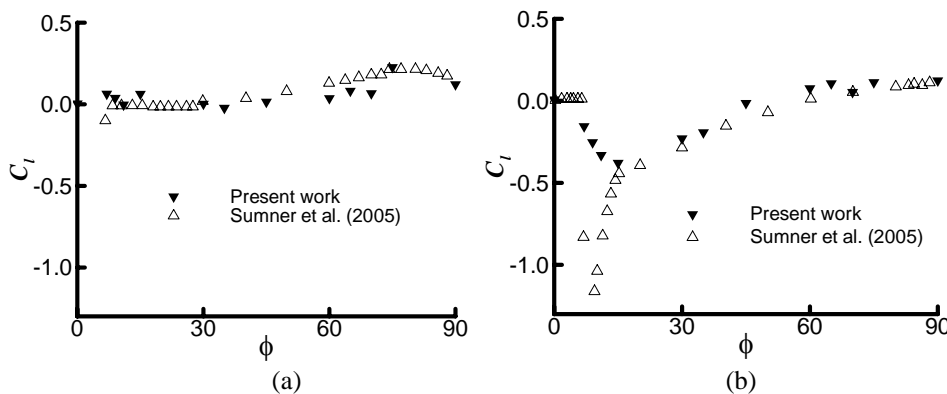 0.5
0.0
-0.5
-1.0
C_l
Present work
Sumner et al. (2005)
0
30
60
90
ϕ
(a)
0.5
0.0
-0.5
-1.0
C_l
Present work
Sumner et al. (2005)
0
30
60
90
ϕ
(b)